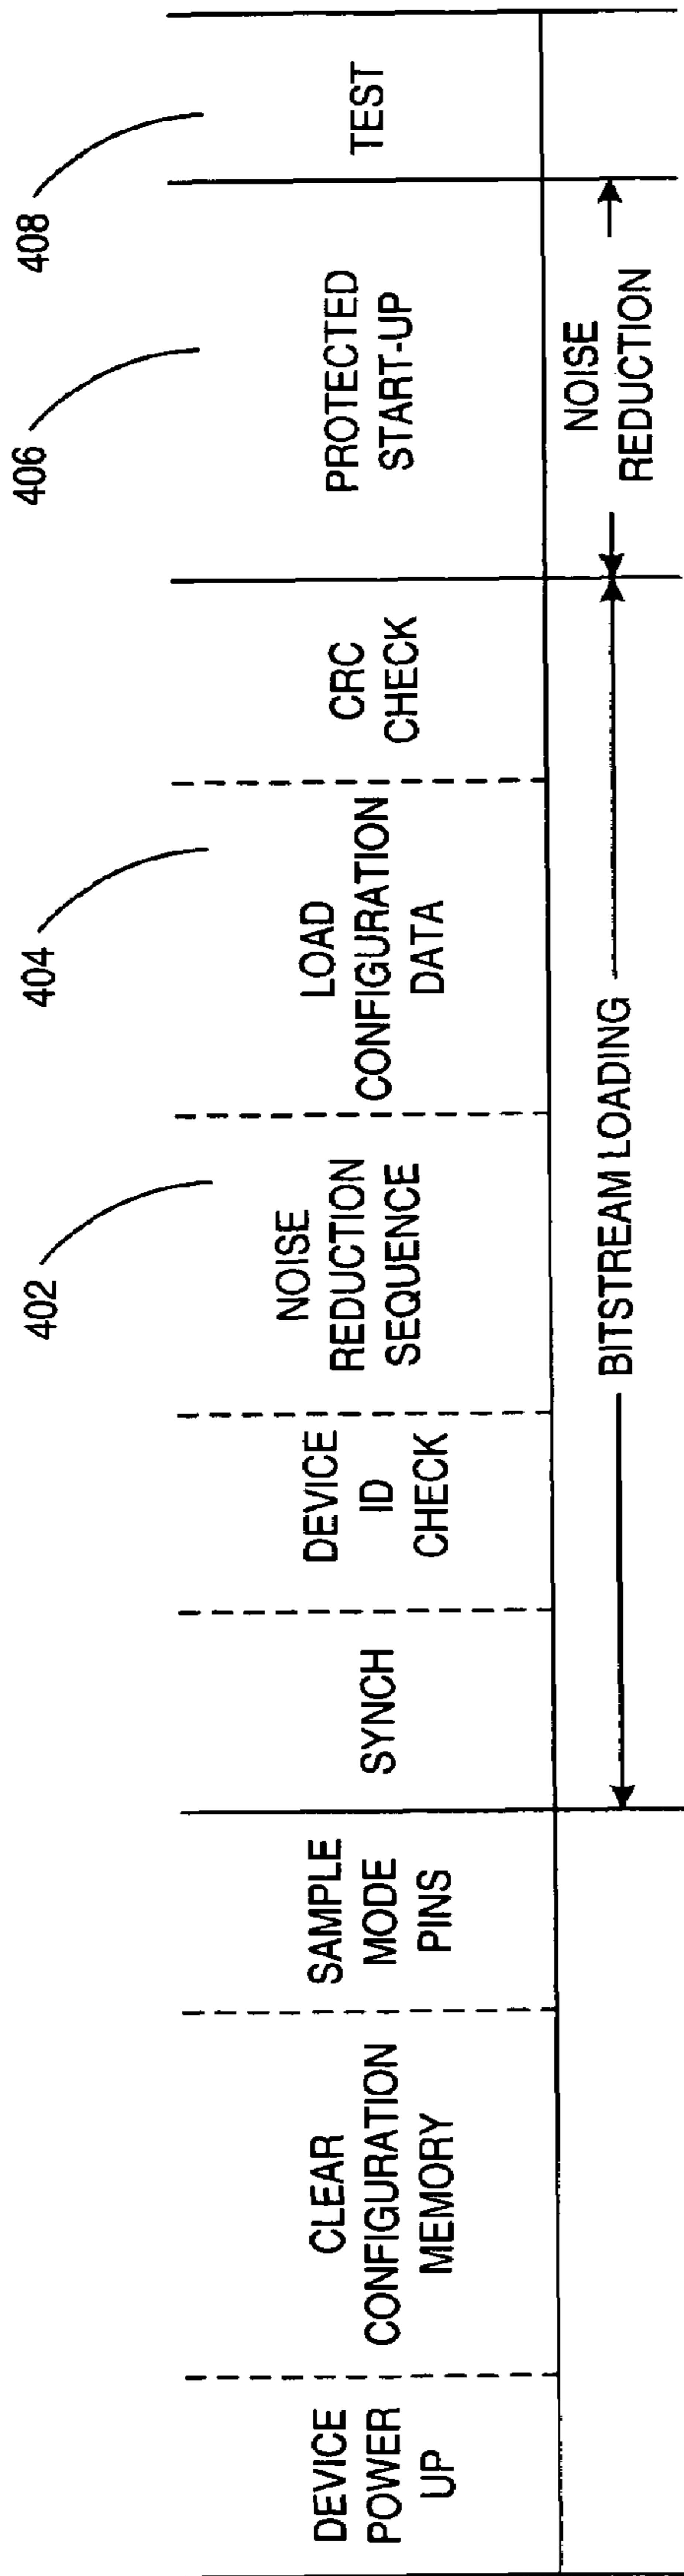 402
404
406
408
DEVICE
POWER
UP
CLEAR
CONFIGURATION
MEMORY
SAMPLE
MODE
PINS
SYNCH
DEVICE
ID
CHECK
NOISE
REDUCTION
SEQUENCE
LOAD
CONFIGURATION
DATA
CRC
CHECK
PROTECTED
START-UP
TEST
BITSTREAM LOADING
NOISE
REDUCTION